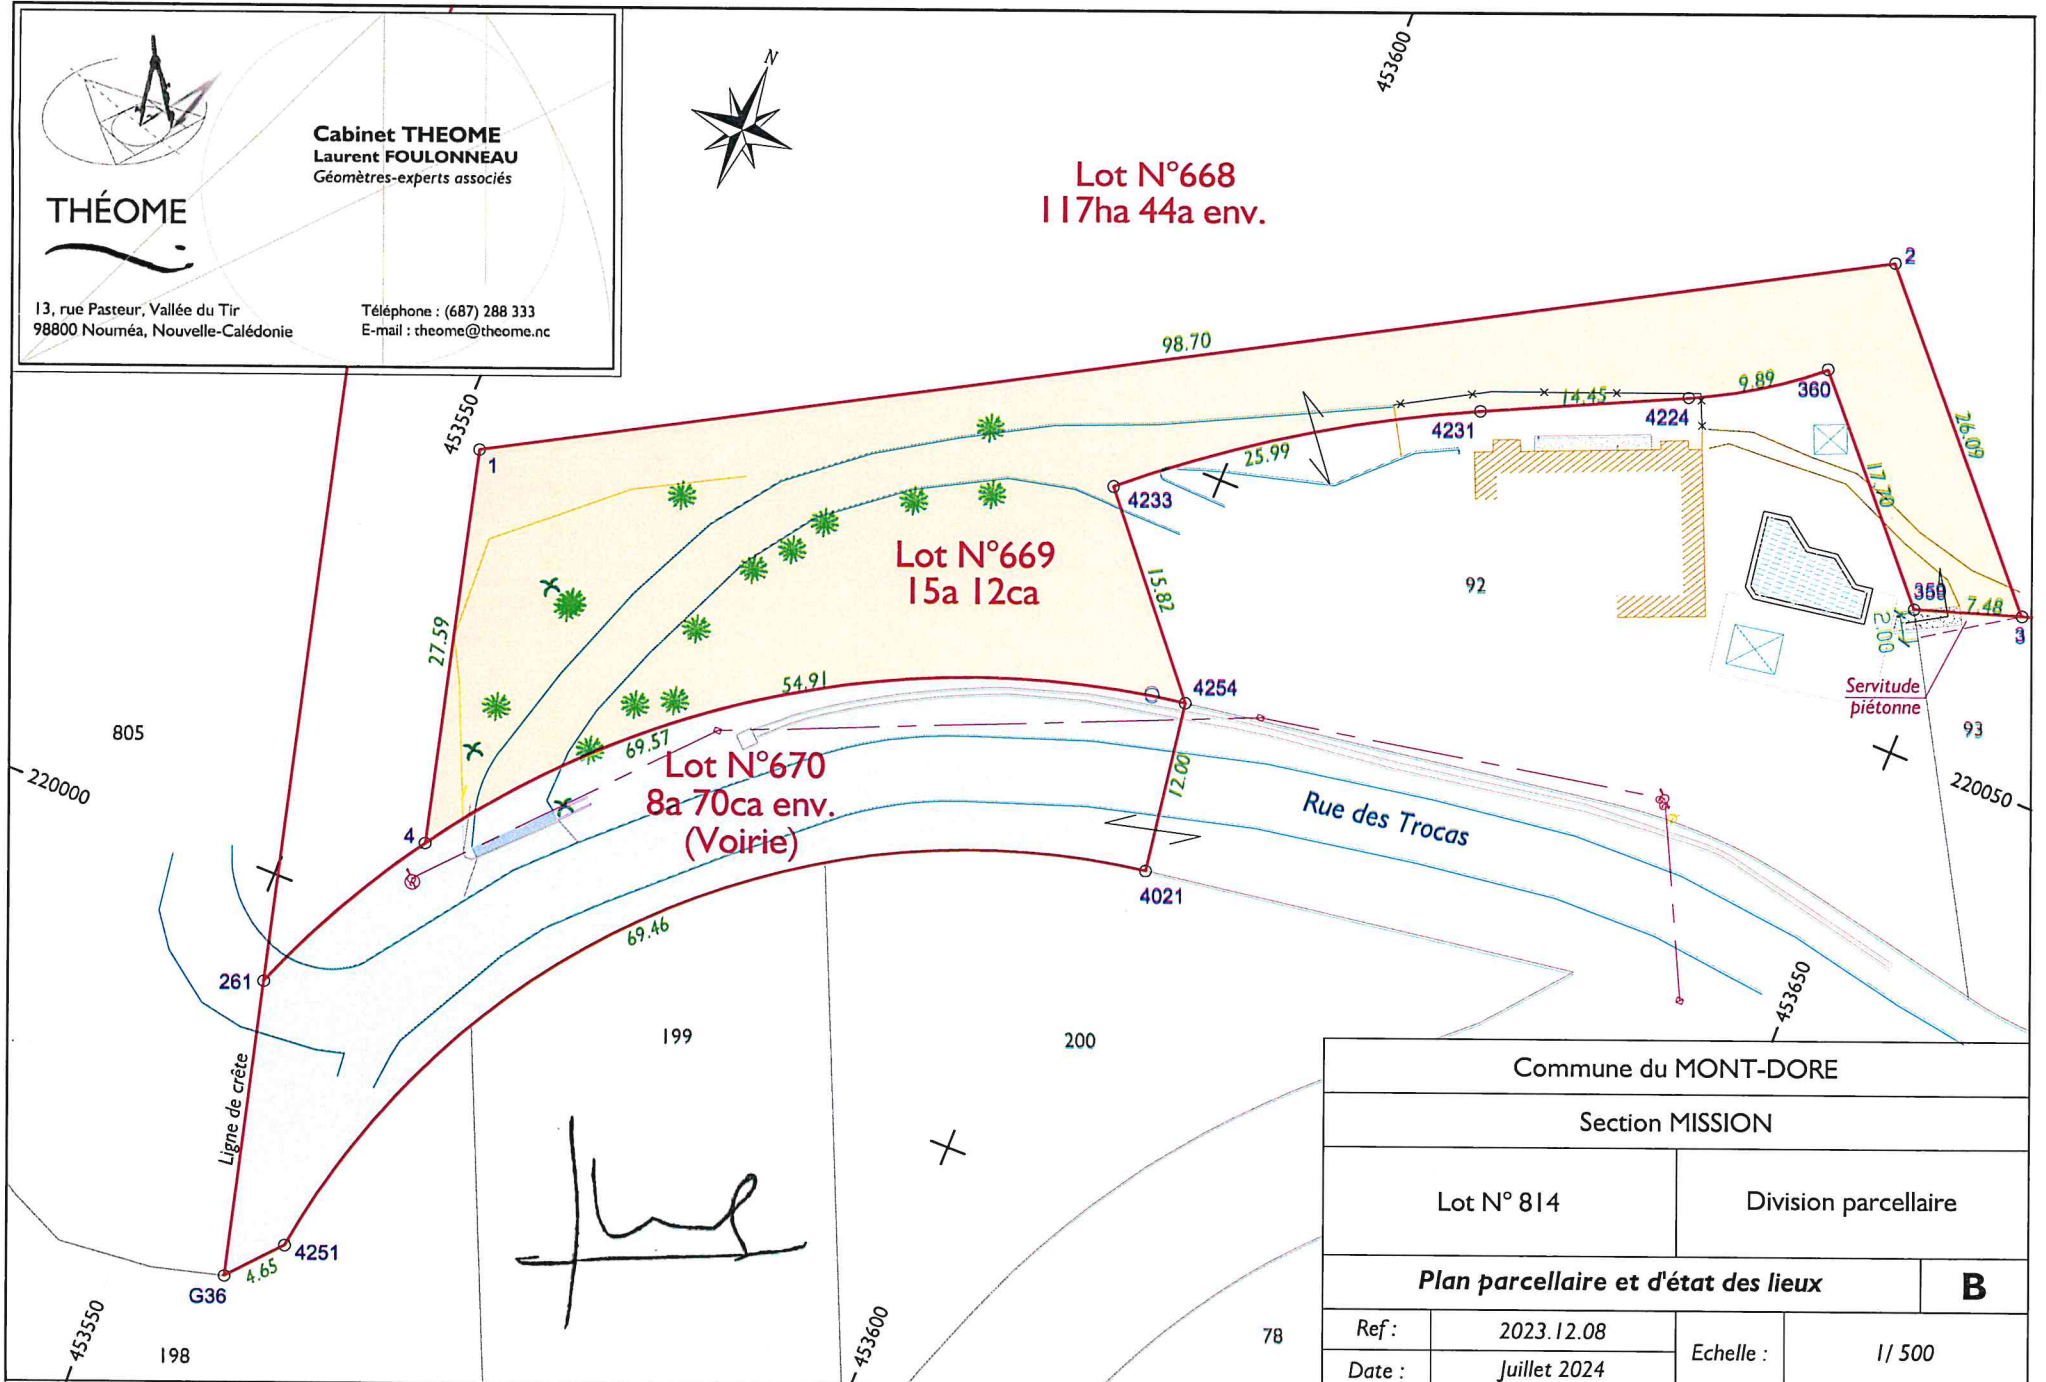 THÉOME
Cabinet THEOME
Laurent FOULONNEAU
Géomètres-experts associés
13, rue Pasteur, Vallée du Tir
98800 Nouméa, Nouvelle-Calédonie
Téléphone : (687) 288 333
E-mail : theome@theome.nc
N
453600
Lot N°668
117ha 44a env.
2
98.70
453550
1
9.89
360
14.45
4224
4231
26.09
25.99
4233
17.70
Lot N°669
15a 12ca
15.82
92
359
7.48
2.00
3
27.59
54.91
4254
Servitude
piétonne
805
69.57
93
Lot N°670
8a 70ca env.
(Voirie)
12.00
220000
220050
Rue des Trocas
4
4021
69.46
261
453650
199
200
Ligne de crête
4251
4.65
G36
453550
198
453600
78
Commune du MONT-DORE
Section MISSION
Lot N° 814
Division parcellaire
Plan parcellaire et d'état des lieux
B
Ref :
2023.12.08
Date :
Juillet 2024
Echelle :
1/ 500